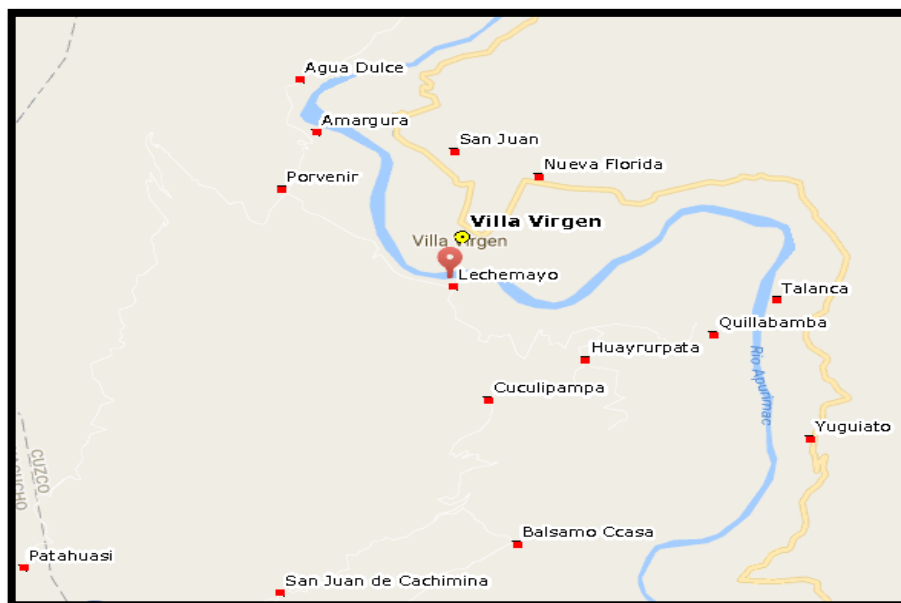 Agua Dulce
Amargura
San Juan
Nueva Florida
Porvenir
Villa Virgen
Villa Virgen
Lechemayo
Talanca
Quillabamba
Huayrurpata
Rio Apurimac
Cuculipampa
Yuguiato
CUZCO
Balsamo Ccasa
Patahuasi
San Juan de Cachimina